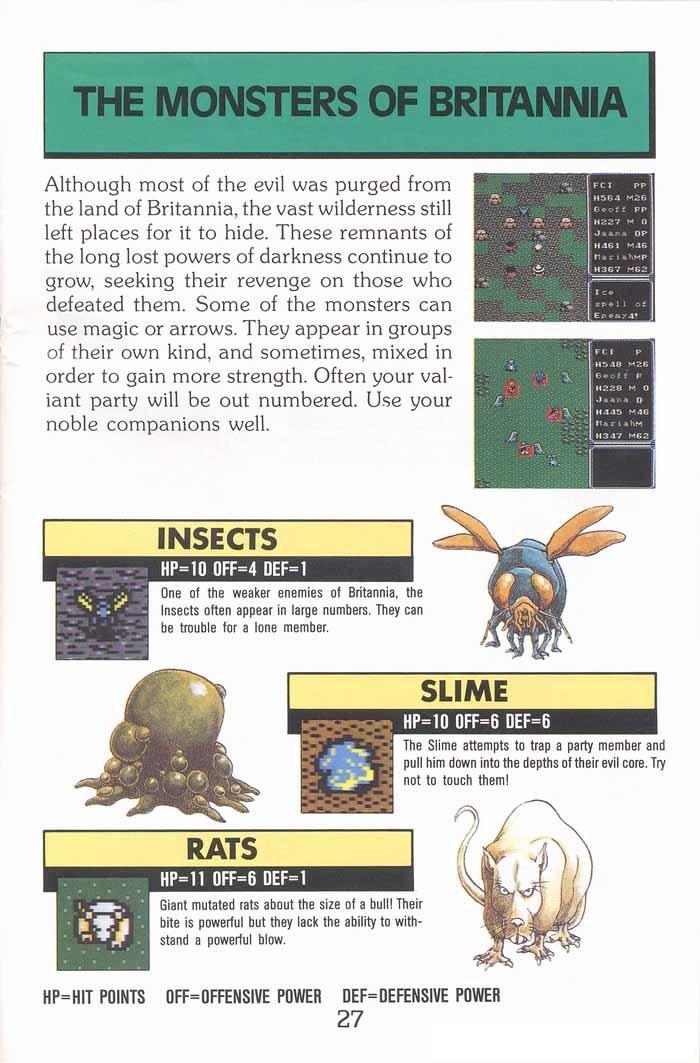 THE MONSTERS OF BRITANNIA
Although most of the evil was purged from
the land of Britannia, the vast wilderness still
left places for it to hide. These remnants of
the long lost powers of darkness continue to
grow, seeking their revenge on those who
defeated them. Some of the monsters can
use magic or arrows. They appear in groups
of their own kind, and sometimes, mixed in
order to gain more strength. Often your val-
iant party will be out numbered. Use your
noble companions well.
FCI PP
H564 M26
Geoff PP
H227 M 0
Jaana DP
H461 M46
MariahMP
H367 M62
Ice
spell of
Enemy4!
FCI P
H548 M26
Geoff P
H228 M 0
Jaana D
H445 M46
MariahM
H347 M62
INSECTS
HP=10 OFF=4 DEF=1
One of the weaker enemies of Britannia, the
Insects often appear in large numbers. They can
be trouble for a lone member.
SLIME
HP=10 OFF=6 DEF=6
The Slime attempts to trap a party member and
pull him down into the depths of their evil core. Try
not to touch them!
RATS
HP=11 OFF=6 DEF=1
Giant mutated rats about the size of a bull! Their
bite is powerful but they lack the ability to with-
stand a powerful blow.
HP=HIT POINTS OFF=OFFENSIVE POWER DEF=DEFENSIVE POWER
27